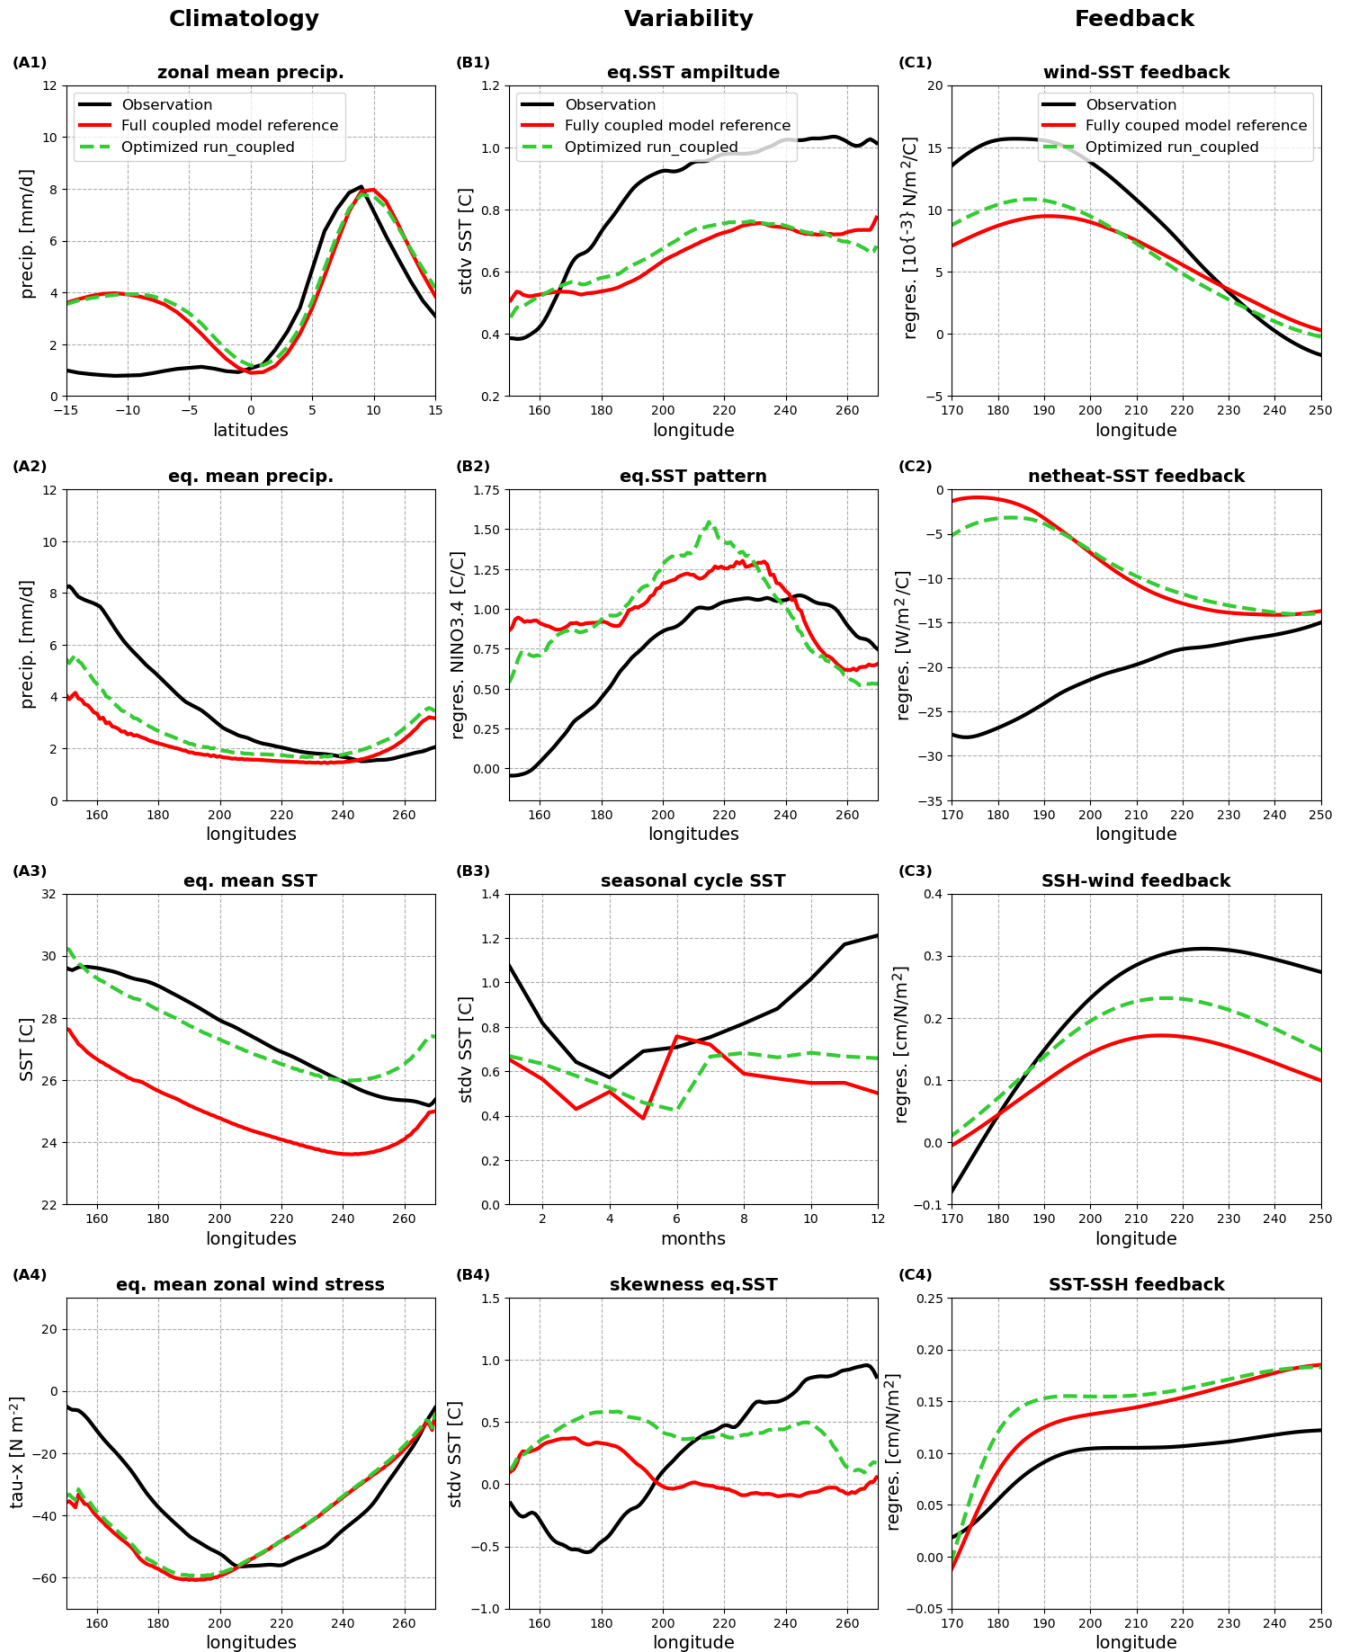 Climatology
Variability
Feedback
(A1)
zonal mean precip.
Observation
Full coupled model reference
Optimized run_coupled
precip. [mm/d]
0 2 4 6 8 10 12
−15 −10 −5 0 5 10 15
latitudes
(B1)
eq.SST ampiltude
Observation
Fully coupled model reference
Optimized run_coupled
stdv SST [C]
0.2 0.4 0.6 0.8 1.0 1.2
160 180 200 220 240 260
longitude
(C1)
wind-SST feedback
Observation
Fully couped model reference
Optimized run_coupled
regres. [10{-3} N/m²/C]
−5 0 5 10 15 20
170 180 190 200 210 220 230 240 250
longitude
(A2)
eq. mean precip.
precip. [mm/d]
0 2 4 6 8 10 12
160 180 200 220 240 260
longitudes
(B2)
eq.SST pattern
regres. NINO3.4 [C/C]
0.00 0.25 0.50 0.75 1.00 1.25 1.50 1.75
160 180 200 220 240 260
longitudes
(C2)
netheat-SST feedback
regres. [W/m²/C]
−35 −30 −25 −20 −15 −10 −5 0
170 180 190 200 210 220 230 240 250
longitude
(A3)
eq. mean SST
SST [C]
22 24 26 28 30 32
160 180 200 220 240 260
longitudes
(B3)
seasonal cycle SST
stdv SST [C]
0.0 0.2 0.4 0.6 0.8 1.0 1.2 1.4
2 4 6 8 10 12
months
(C3)
SSH-wind feedback
regres. [cm/N/m²]
−0.1 0.0 0.1 0.2 0.3 0.4
170 180 190 200 210 220 230 240 250
longitude
(A4)
eq. mean zonal wind stress
tau-x [N m⁻²]
−60 −40 −20 0 20
160 180 200 220 240 260
longitudes
(B4)
skewness eq.SST
stdv SST [C]
−1.0 −0.5 0.0 0.5 1.0 1.5
160 180 200 220 240 260
longitudes
(C4)
SST-SSH feedback
regres. [cm/N/m²]
−0.05 0.00 0.05 0.10 0.15 0.20 0.25
170 180 190 200 210 220 230 240 250
longitude